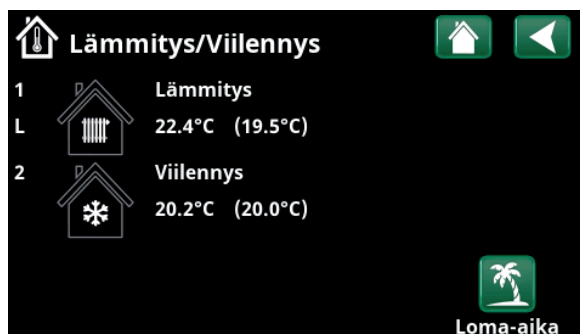 Lämmitys/Viilennys
1 Lämmitys
L 22.4°C (19.5°C)
2 Viilennys
20.2°C (20.0°C)
Loma-aika